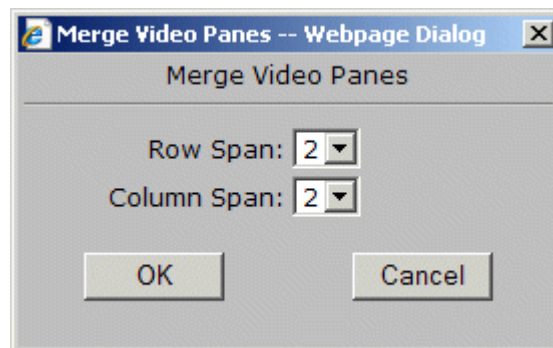 Merge Video Panes -- Webpage Dialog
Merge Video Panes
Row Span: 2
Column Span: 2
OK Cancel